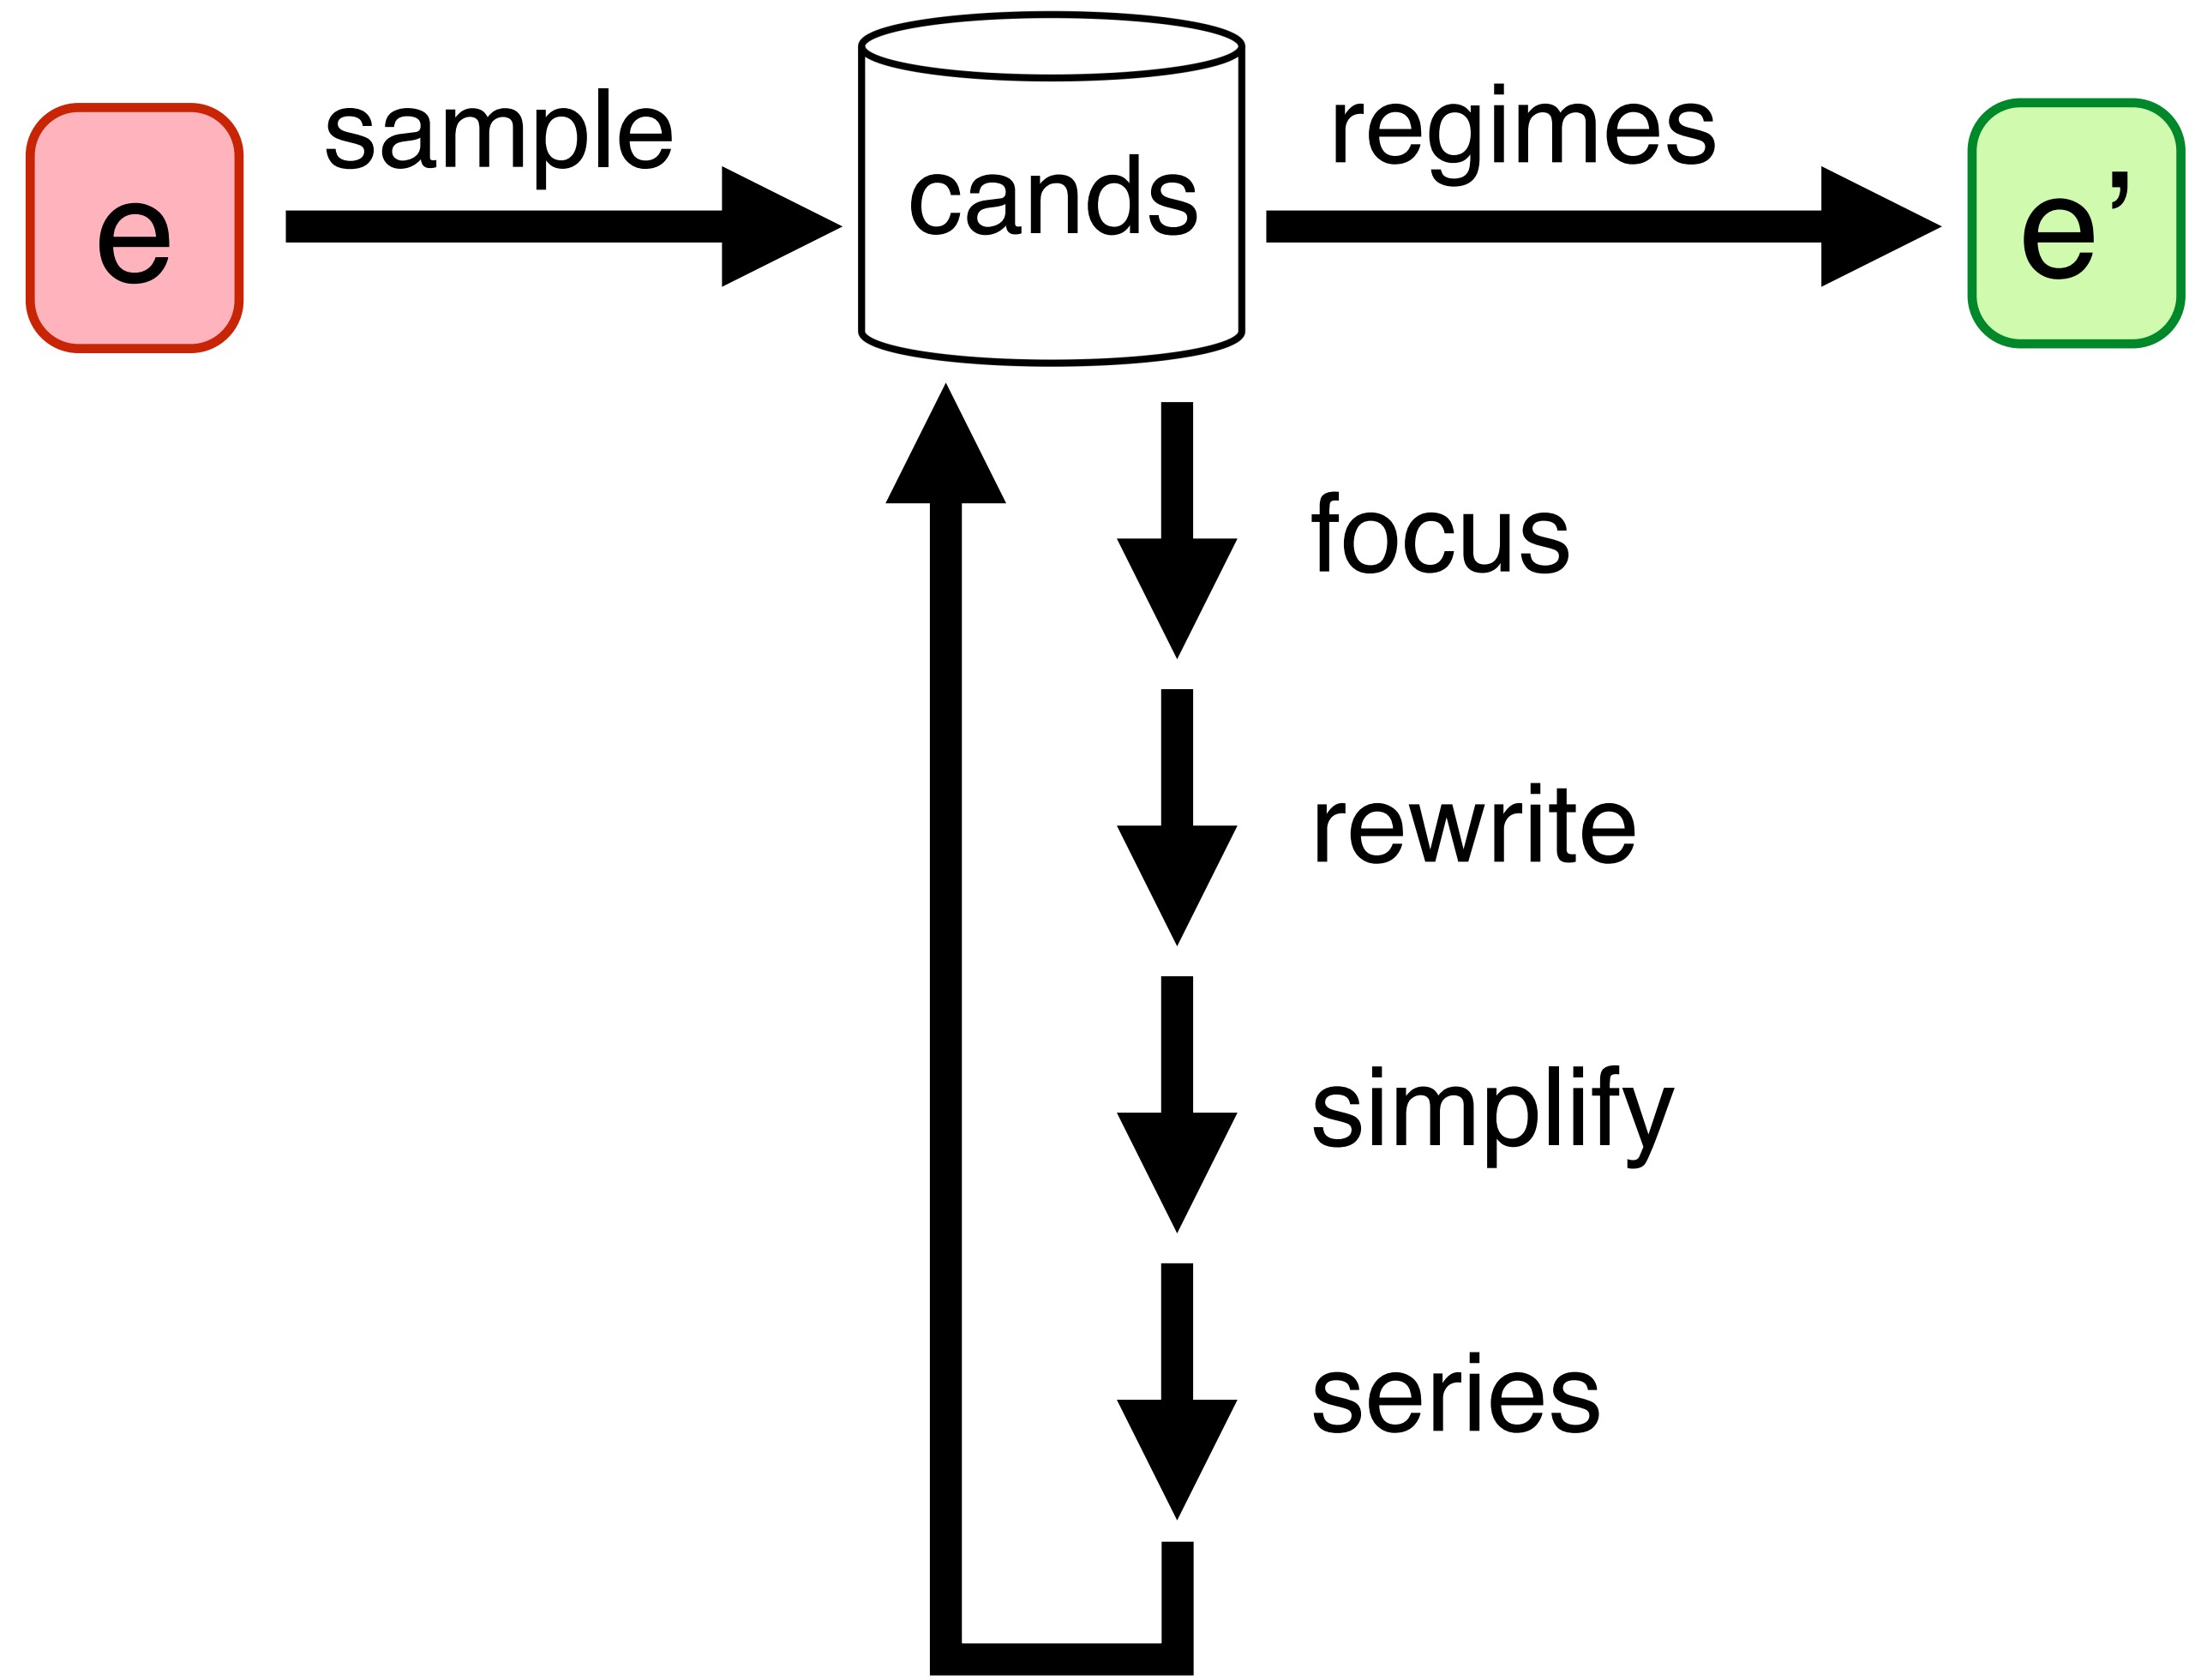 e
sample
cands
regimes
e’
focus
rewrite
simplify
series